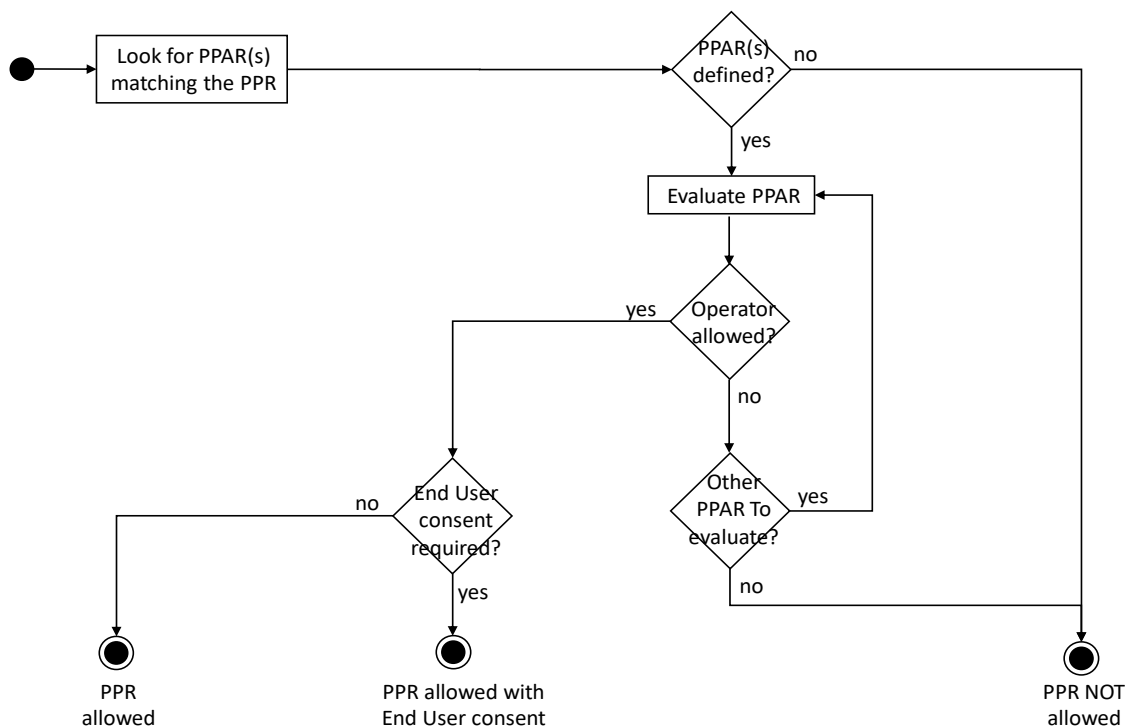 Look for PPAR(s)
matching the PPR
PPAR(s)
defined?
no
yes
Evaluate PPAR
yes
Operator
allowed?
no
Other
PPAR To
evaluate?
yes
no
End User
consent
required?
no
yes
PPR
allowed
PPR allowed with
End User consent
PPR NOT
allowed